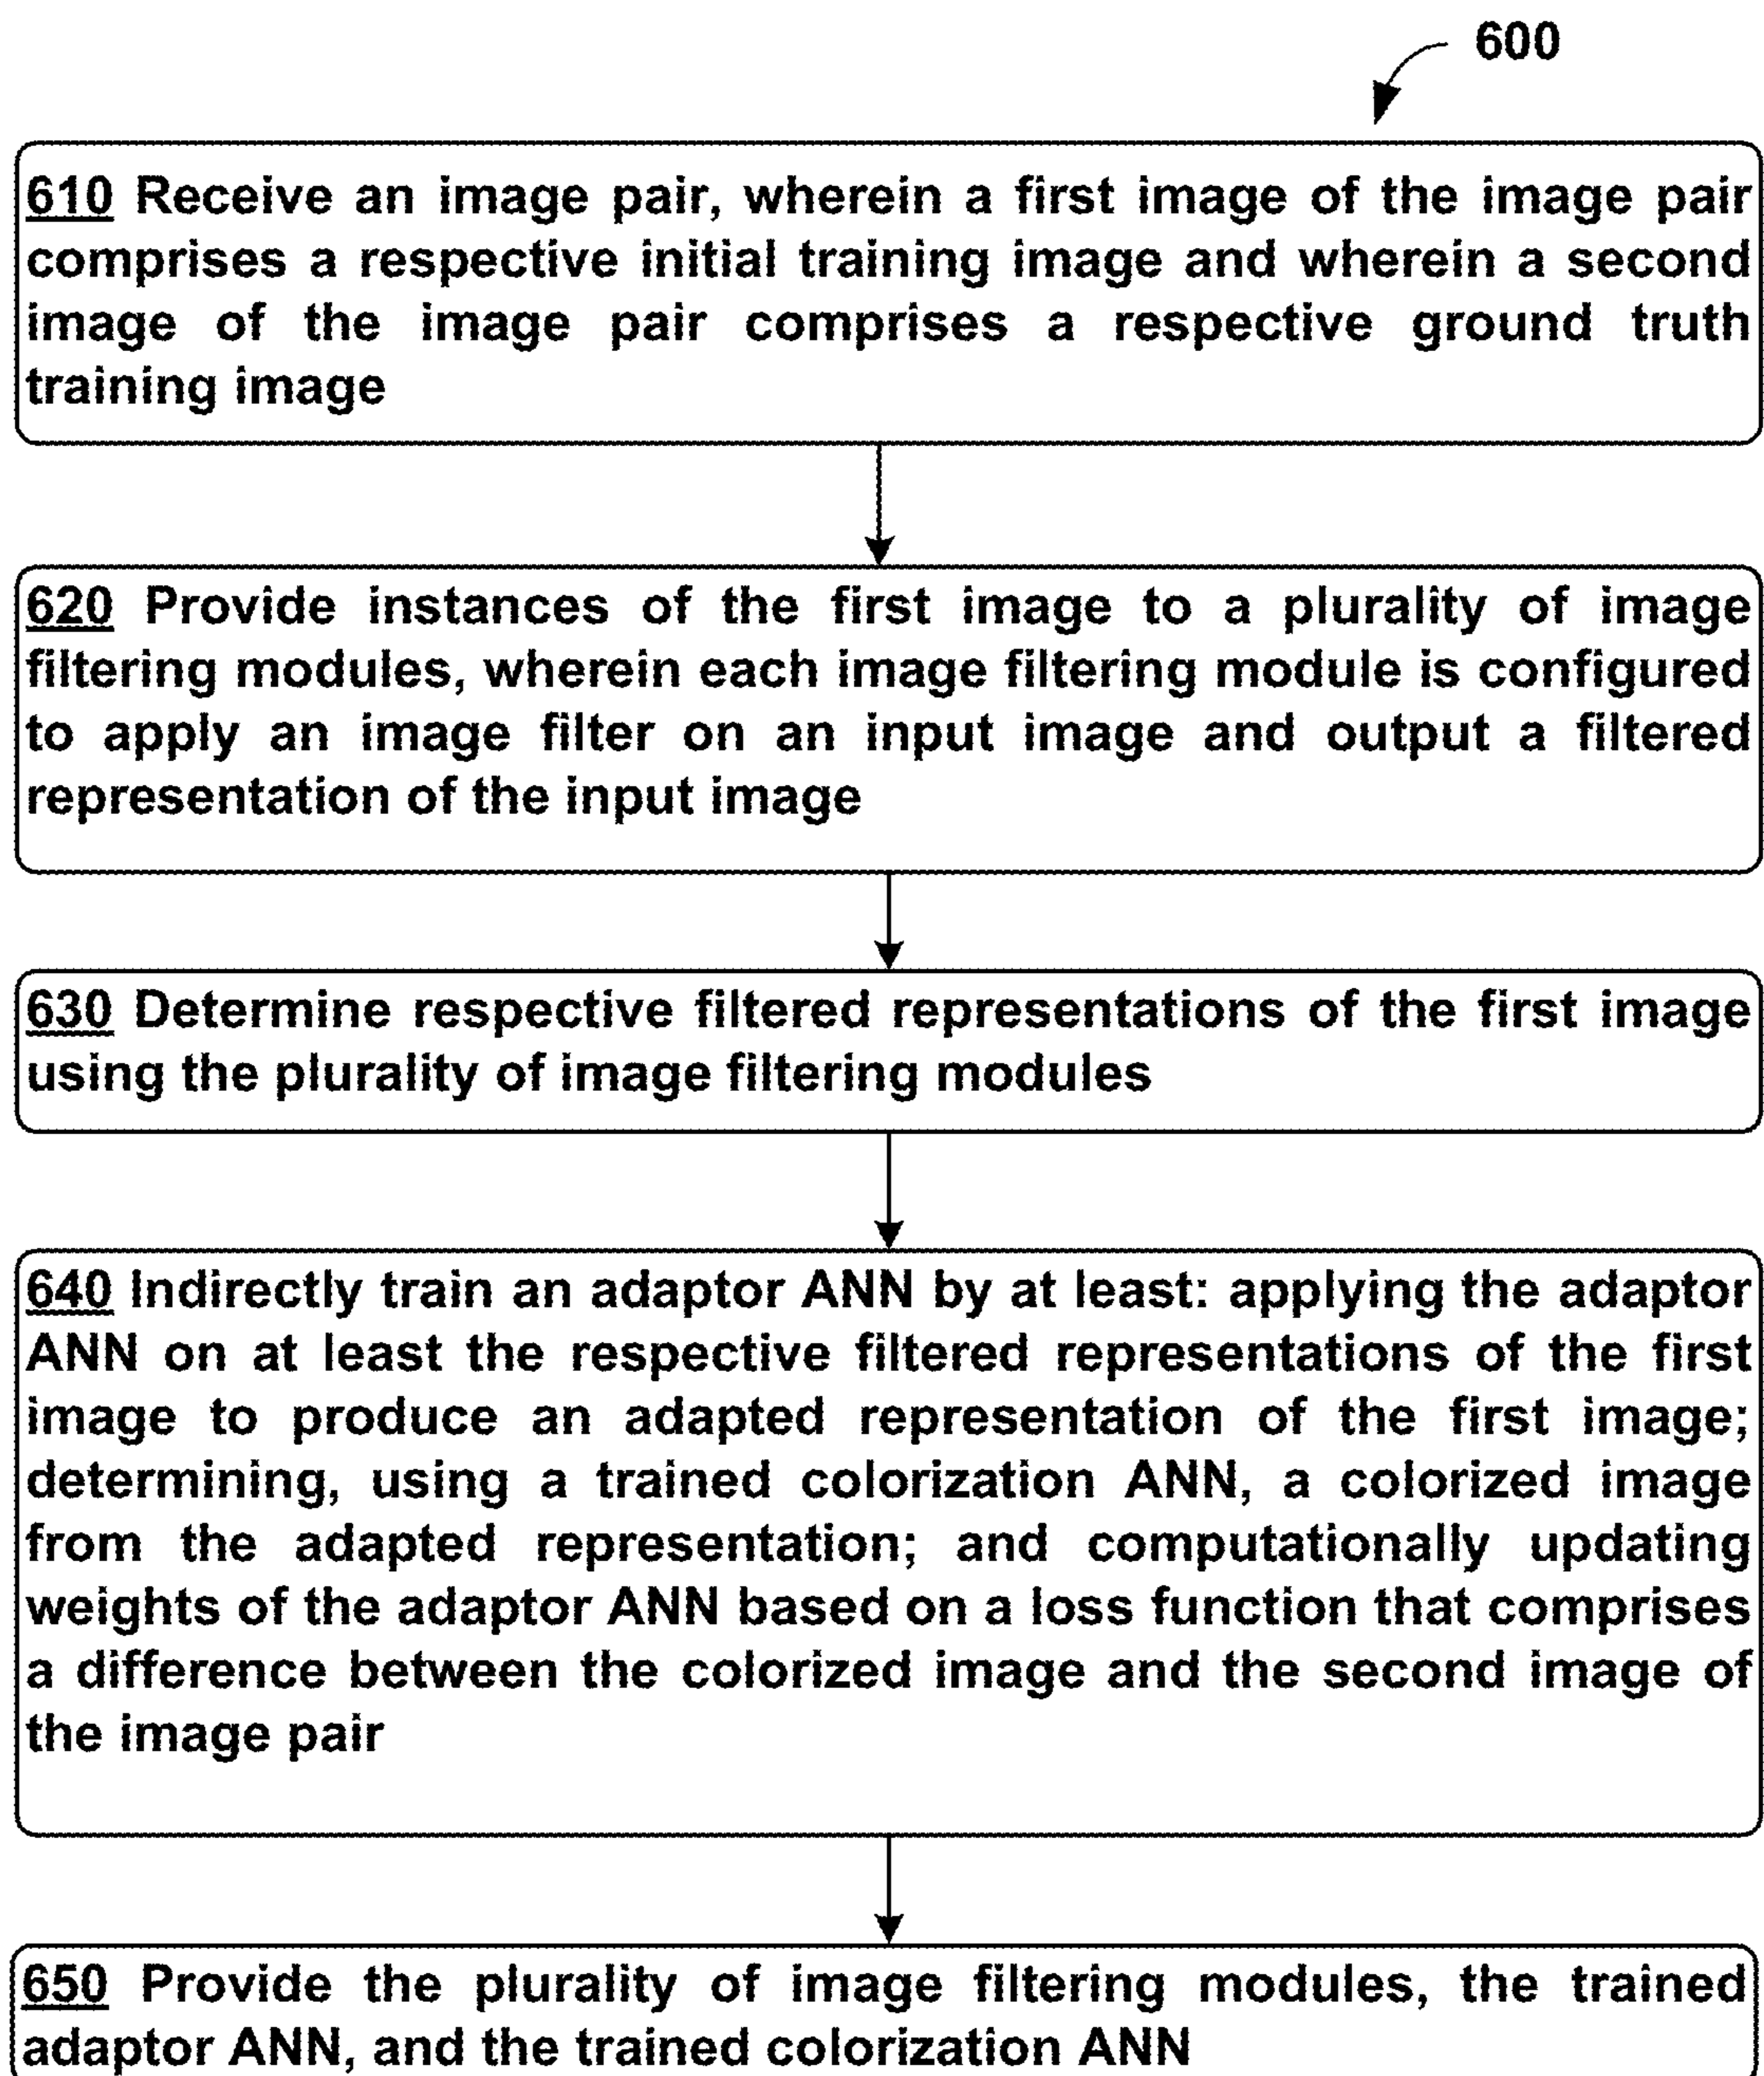 600
610 Receive an image pair, wherein a first image of the image pair
comprises a respective initial training image and wherein a second
image of the image pair comprises a respective ground truth
training image
620 Provide instances of the first image to a plurality of image
filtering modules, wherein each image filtering module is configured
to apply an image filter on an input image and output a filtered
representation of the input image
630 Determine respective filtered representations of the first image
using the plurality of image filtering modules
640 Indirectly train an adaptor ANN by at least: applying the adaptor
ANN on at least the respective filtered representations of the first
image to produce an adapted representation of the first image;
determining, using a trained colorization ANN, a colorized image
from the adapted representation; and computationally updating
weights of the adaptor ANN based on a loss function that comprises
a difference between the colorized image and the second image of
the image pair
650 Provide the plurality of image filtering modules, the trained
adaptor ANN, and the trained colorization ANN